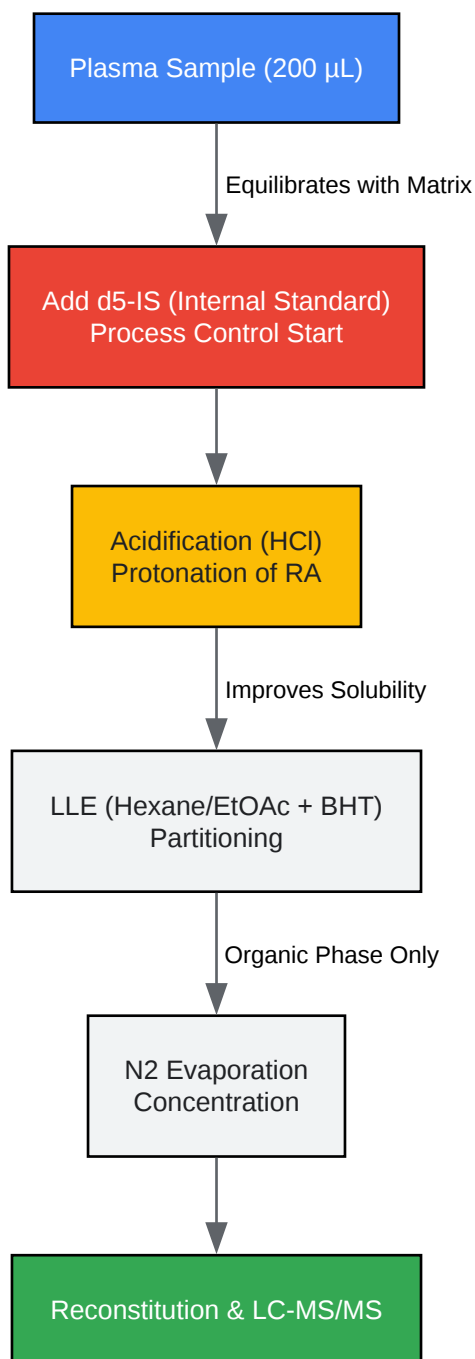 Plasma Sample (200 µL)
Equilibrates with Matrix
Add d5-IS (Internal Standard)
Process Control Start
Acidification (HCl)
Protonation of RA
Improves Solubility
LLE (Hexane/EtOAc + BHT)
Partitioning
Organic Phase Only
N2 Evaporation
Concentration
Reconstitution & LC-MS/MS